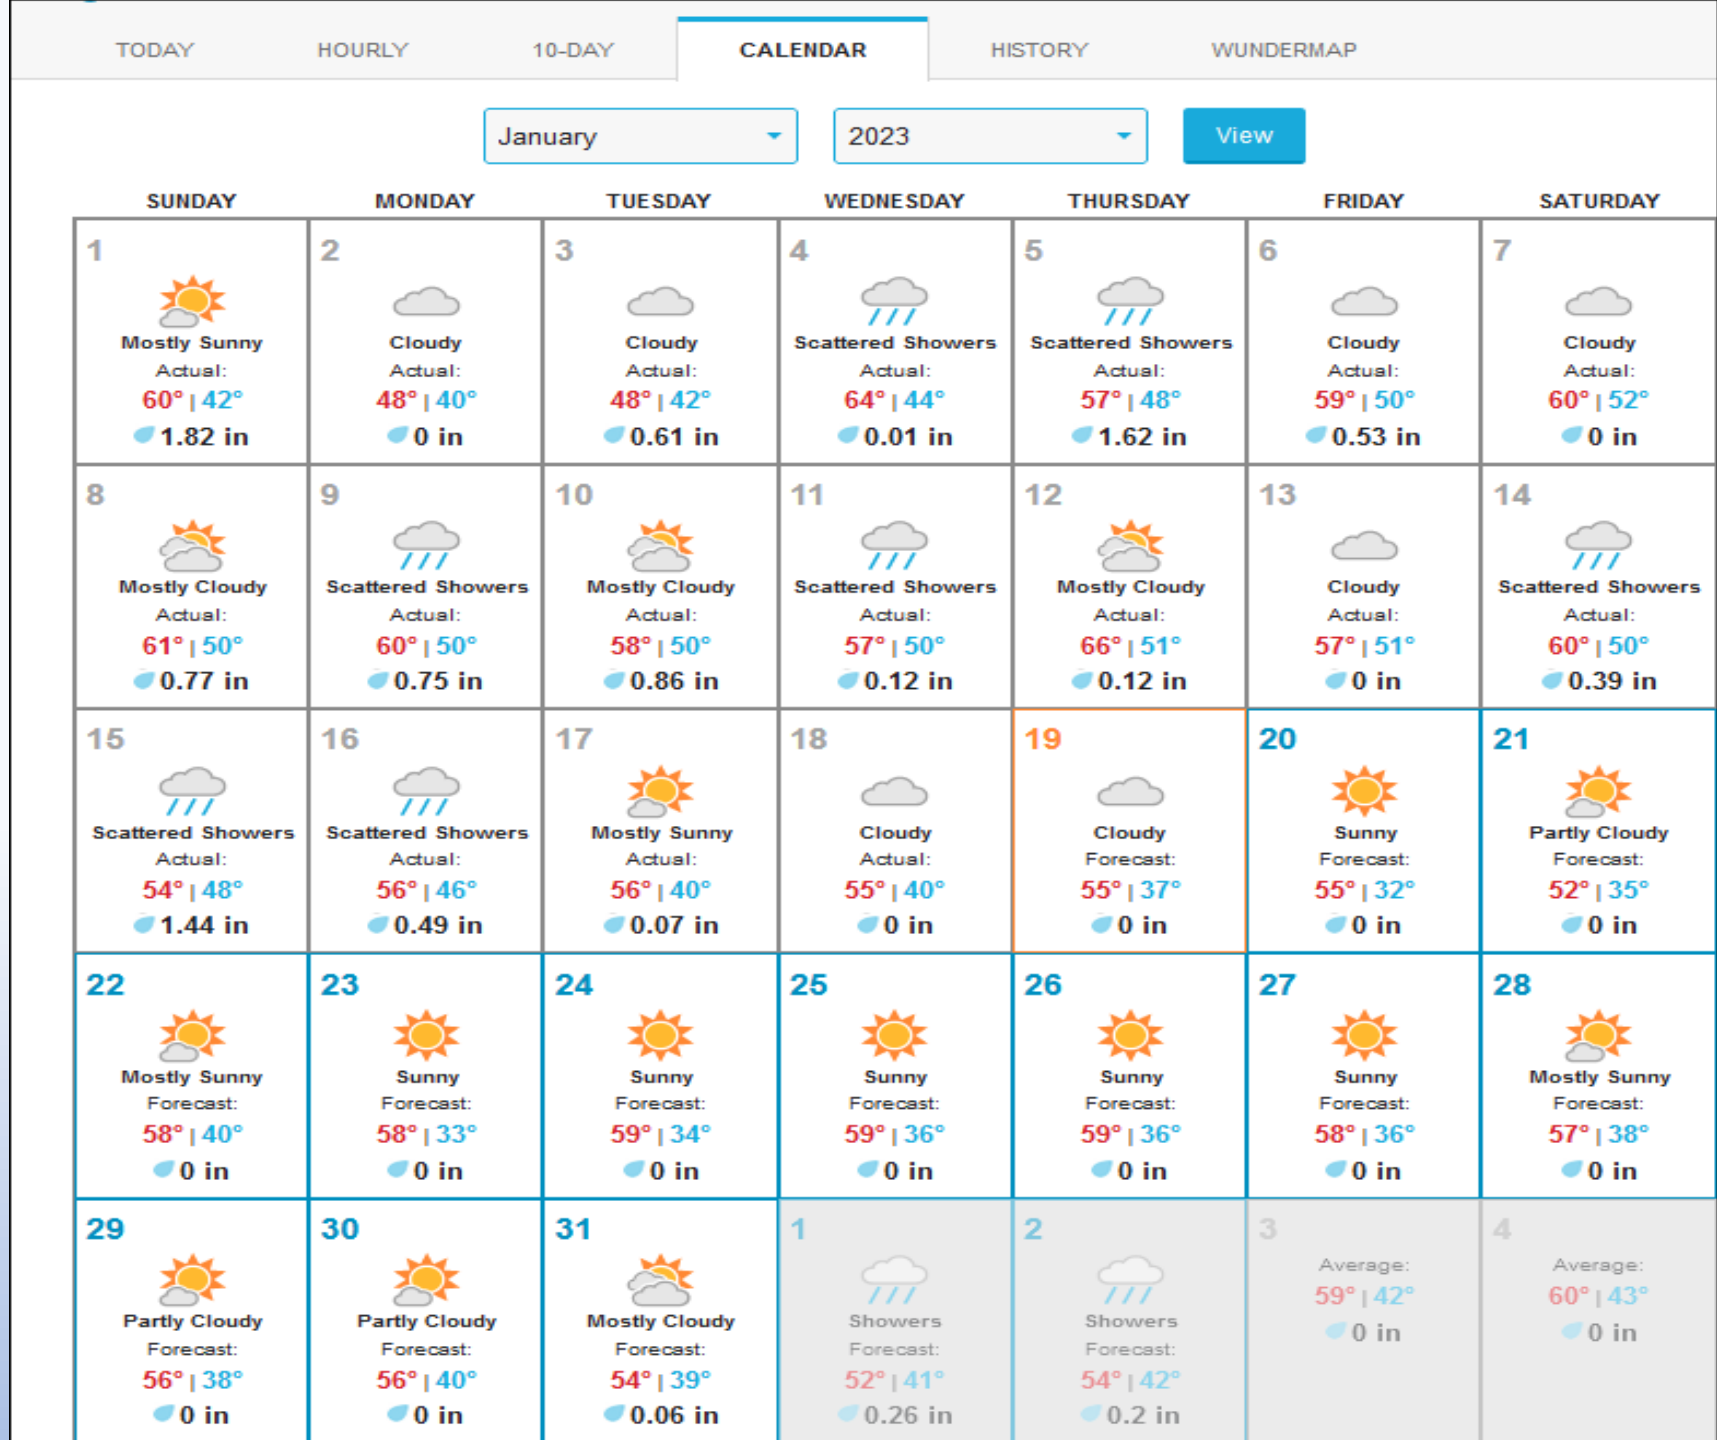 TODAY HOURLY 10-DAY CALENDAR HISTORY WUNDERMAP
January 2023 View
SUNDAY MONDAY TUESDAY WEDNESDAY THURSDAY FRIDAY SATURDAY
1 2 3 4 5 6 7
Mostly Sunny Cloudy Cloudy Scattered Showers Scattered Showers Cloudy Cloudy
Actual: Actual: Actual: Actual: Actual: Actual: Actual:
60° | 42° 48° | 40° 48° | 42° 64° | 44° 57° | 48° 59° | 50° 60° | 52°
1.82 in 0 in 0.61 in 0.01 in 1.62 in 0.53 in 0 in
8 9 10 11 12 13 14
Mostly Cloudy Scattered Showers Mostly Cloudy Scattered Showers Mostly Cloudy Cloudy Scattered Showers
Actual: Actual: Actual: Actual: Actual: Actual: Actual:
61° | 50° 60° | 50° 58° | 50° 57° | 50° 66° | 51° 57° | 51° 60° | 50°
0.77 in 0.75 in 0.86 in 0.12 in 0.12 in 0 in 0.39 in
15 16 17 18 19 20 21
Scattered Showers Scattered Showers Mostly Sunny Cloudy Cloudy Sunny Partly Cloudy
Actual: Actual: Actual: Actual: Forecast: Forecast: Forecast:
54° | 48° 56° | 46° 56° | 40° 55° | 40° 55° | 37° 55° | 32° 52° | 35°
1.44 in 0.49 in 0.07 in 0 in 0 in 0 in 0 in
22 23 24 25 26 27 28
Mostly Sunny Sunny Sunny Sunny Sunny Sunny Mostly Sunny
Forecast: Forecast: Forecast: Forecast: Forecast: Forecast: Forecast:
58° | 40° 58° | 33° 59° | 34° 59° | 36° 59° | 36° 58° | 36° 57° | 38°
0 in 0 in 0 in 0 in 0 in 0 in 0 in
29 30 31 1 2 3 4
Average: Average:
59° | 42° 60° | 43°
Partly Cloudy Partly Cloudy Mostly Cloudy Showers Showers
0 in 0 in
Forecast: Forecast: Forecast: Forecast: Forecast:
56° | 38° 56° | 40° 54° | 39° 52° | 41° 54° | 42°
0 in 0 in 0.06 in 0.26 in 0.2 in